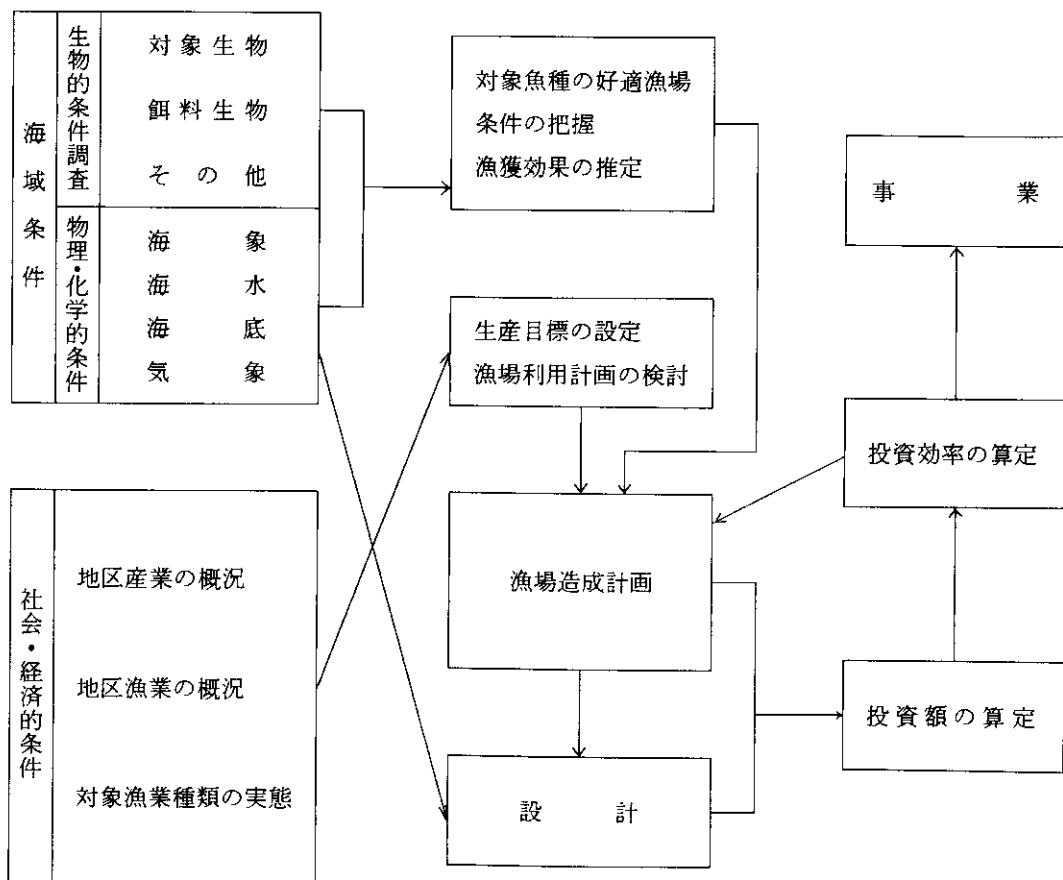 海域条件
生物的条件調査
対象生物
餌料生物
その他
物理・化学的条件
海象
海水
海底
気象
社会・経済的条件
地区産業の概況
地区漁業の概況
対象漁業種類の実態
対象魚種の好適漁場
条件の把握
漁獲効果の推定
生産目標の設定
漁場利用計画の検討
漁場造成計画
設計
事業
投資効率の算定
投資額の算定